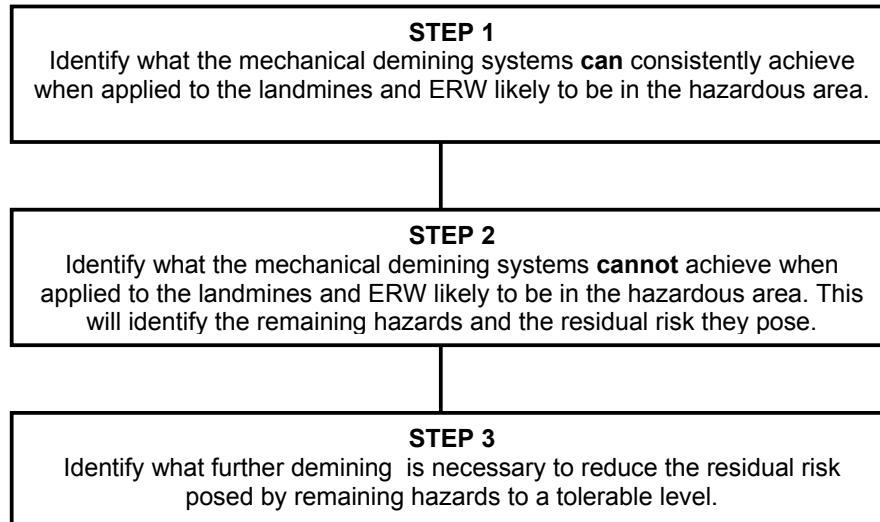 STEP 1
Identify what the mechanical demining systems can consistently achieve
when applied to the landmines and ERW likely to be in the hazardous area.
STEP 2
Identify what the mechanical demining systems cannot achieve when
applied to the landmines and ERW likely to be in the hazardous area. This
will identify the remaining hazards and the residual risk they pose.
STEP 3
Identify what further demining is necessary to reduce the residual risk
posed by remaining hazards to a tolerable level.